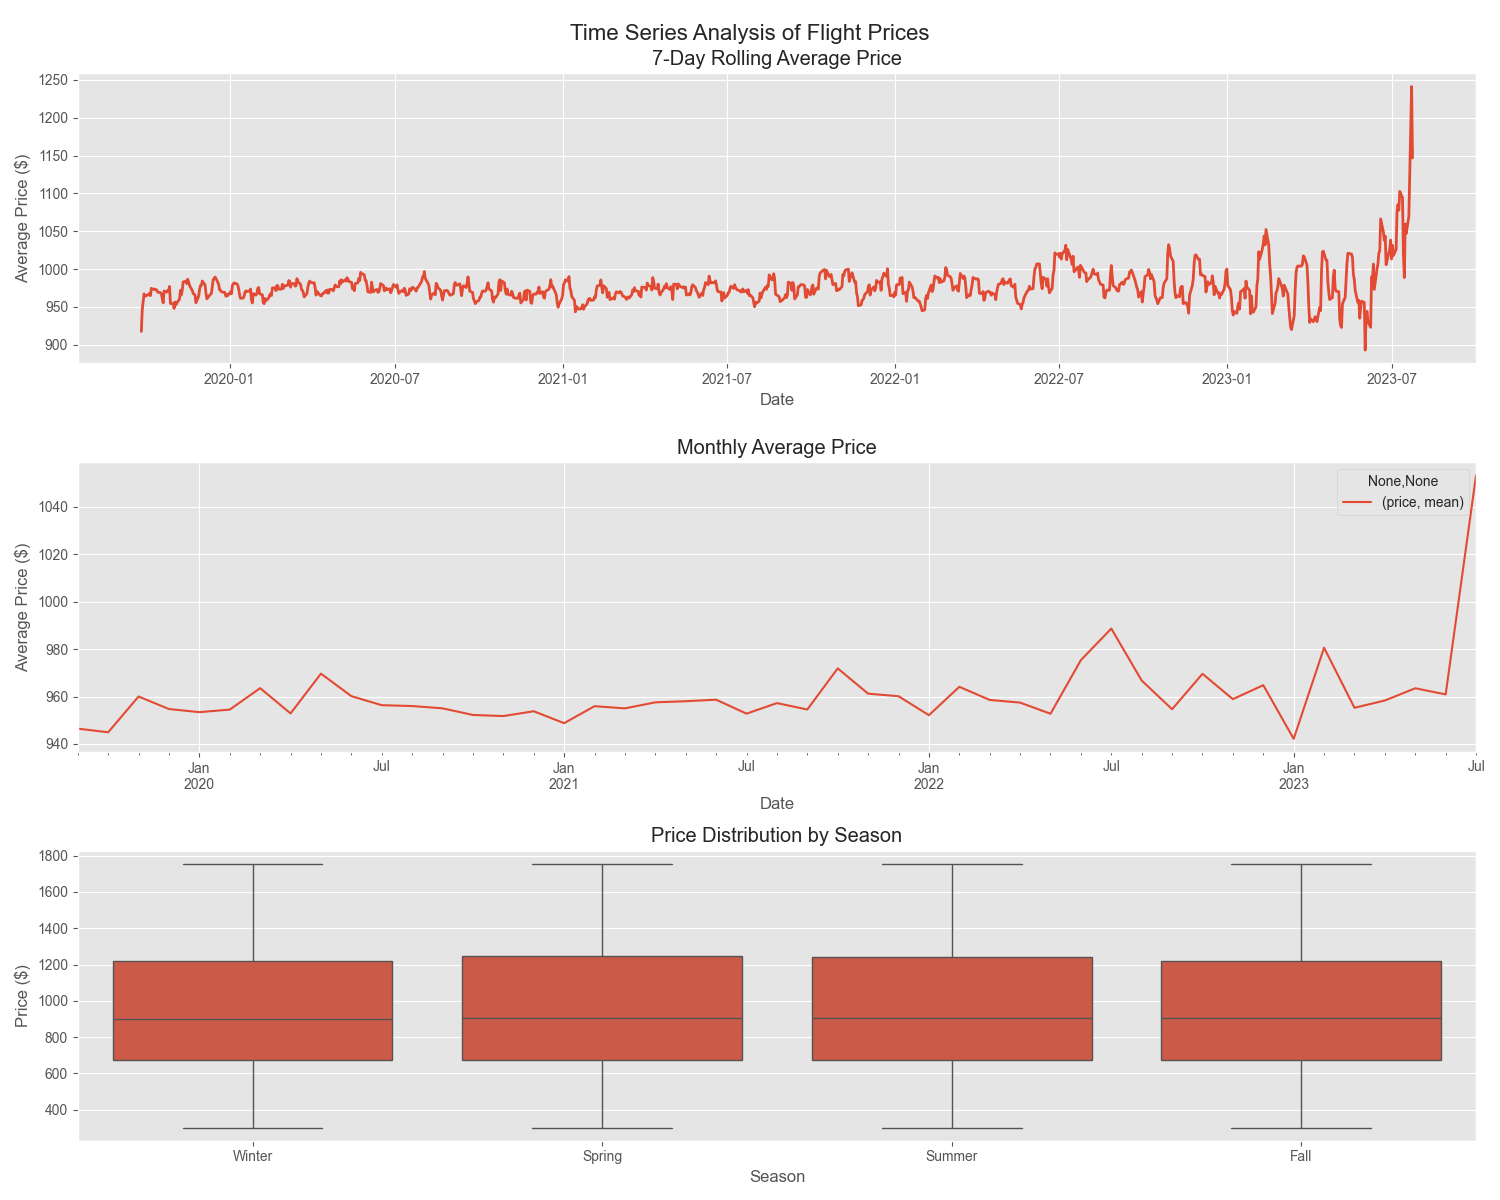 Time Series Analysis of Flight Prices
7-Day Rolling Average Price
1250
1200
1150
1100
1050
1000
950
900
Average Price ($)
2020-01 2020-07 2021-01 2021-07 2022-01 2022-07 2023-01 2023-07
Date
Monthly Average Price
None,None
(price, mean)
1040
1020
1000
980
960
940
Average Price ($)
Jan Jul Jan Jul Jan Jul Jan Jul
2020 2021 2022 2023
Date
Price Distribution by Season
1800
1600
1400
1200
1000
800
600
400
Price ($)
Winter Spring Summer Fall
Season